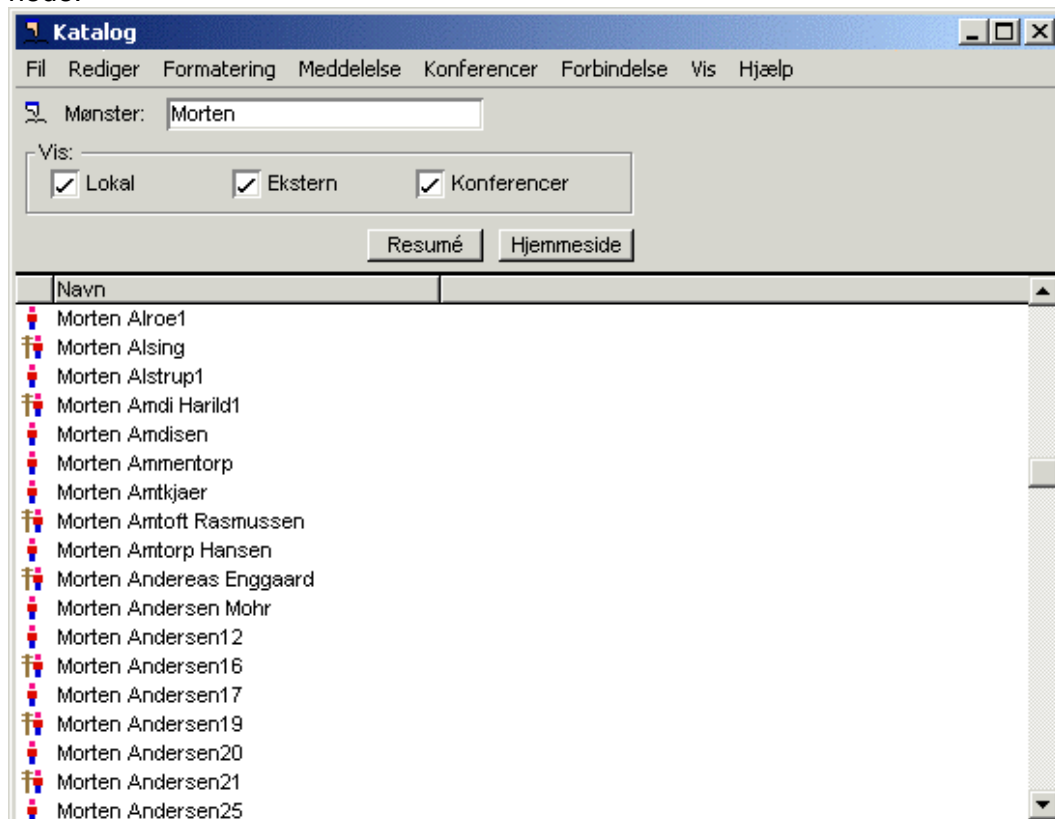 Katalog
Fil Rediger Formatering Meddelelse Konferencer Forbindelse Vis Hjælp
Mønster: Morten
Vis:
Lokal Ekstern Konferencer
Resumé Hjemmeside
Navn
Morten Alroe1
Morten Alsing
Morten Alstrup1
Morten Amdi Harild1
Morten Amdisen
Morten Ammentorp
Morten Amtkjaer
Morten Amtoft Rasmussen
Morten Amtorp Hansen
Morten Andereas Enggaard
Morten Andersen Mohr
Morten Andersen12
Morten Andersen16
Morten Andersen17
Morten Andersen19
Morten Andersen20
Morten Andersen21
Morten Andersen25